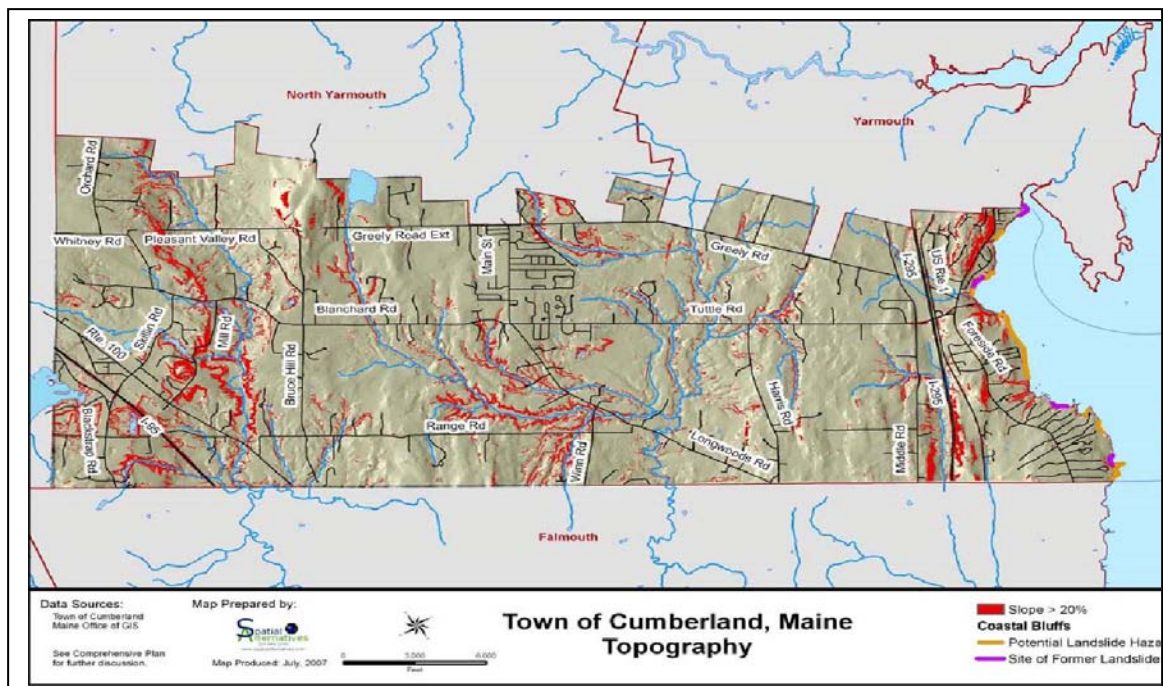 North Yarmouth
Yarmouth
Orchard Rd
Whitney Rd
Pleasant Valley Rd
Greely Road Ext
Main St
Greely Rd
I-295
US Rte 1
Blanchard Rd
Tuttle Rd
Foreside Rd
Skillin Rd
Mill Rd
Rte. 100
Bruce Hill Rd
Harris Rd
I-295
Blackstrap Rd
I-95
Range Rd
Winn Rd
Longwoods Rd
Middle Rd
Falmouth
Data Sources:
Town of Cumberland
Maine Office of GIS
See Comprehensive Plan
for further discussion.
Map Prepared by:
Spatial
Alternatives
Map Produced: July, 2007
0 3,000 6,000
Feet
Town of Cumberland, Maine
Topography
Slope > 20%
Coastal Bluffs
Potential Landslide Haza
Site of Former Landslide